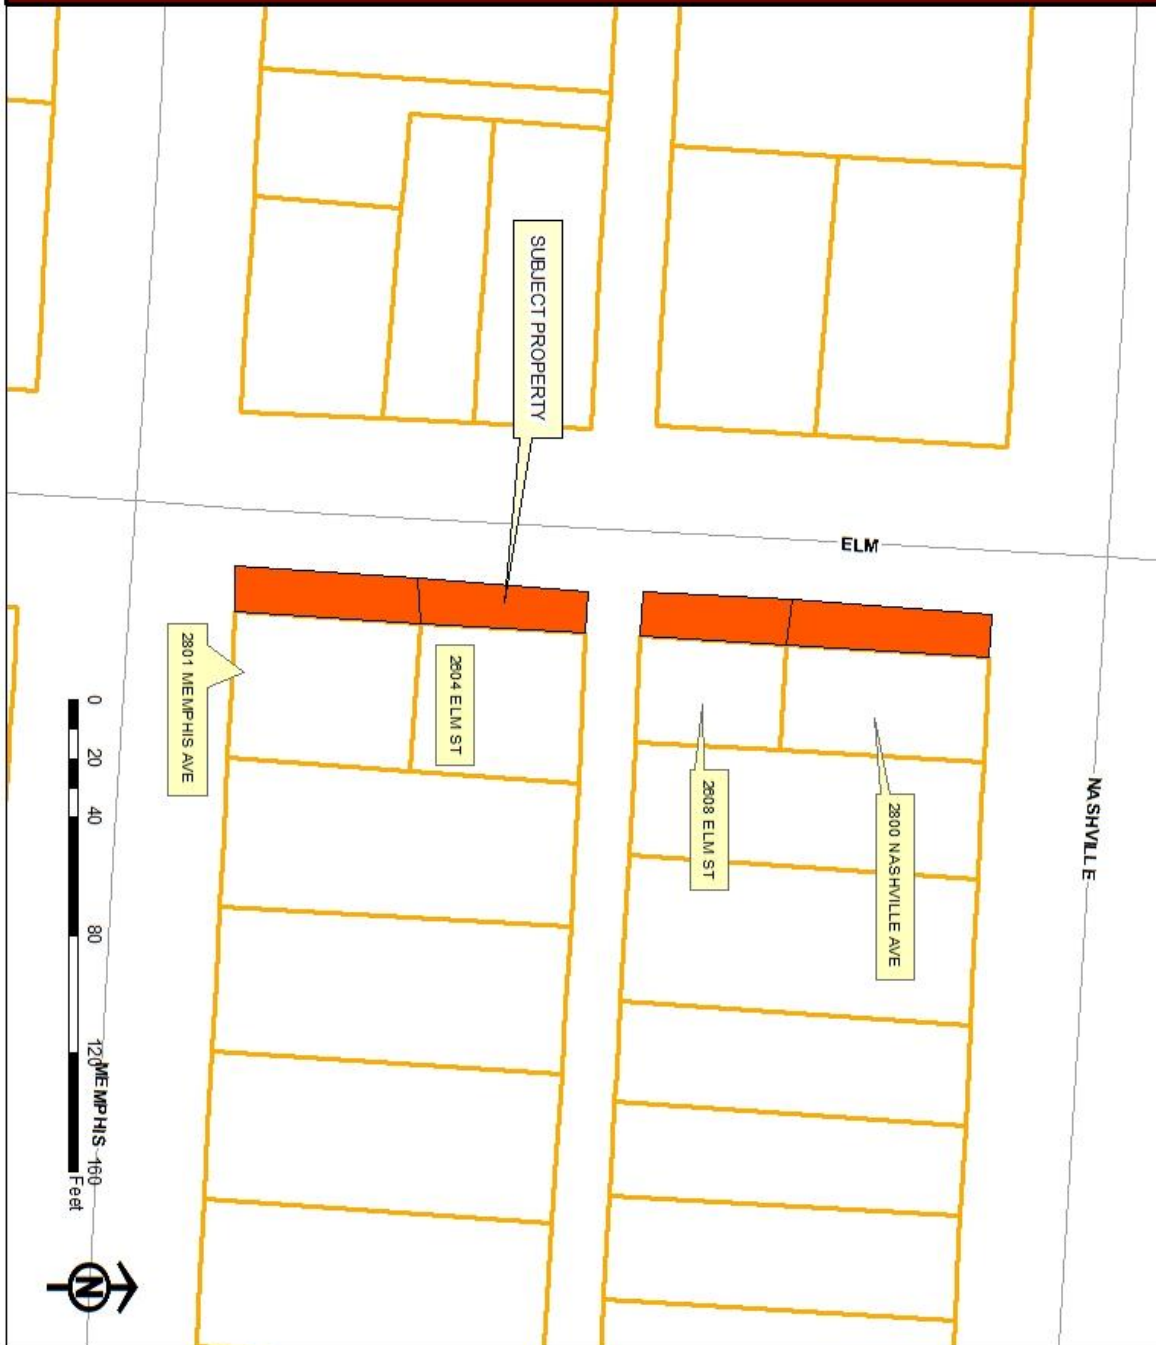 SUBJECT PROPERTY
ELM
2801 MEMPHIS AVE
2604 ELM ST
2608 ELM ST
2800 NASHVILLE AVE
NASHVILLE
MEMPHIS
0 20 40 80 120 160
Feet
N